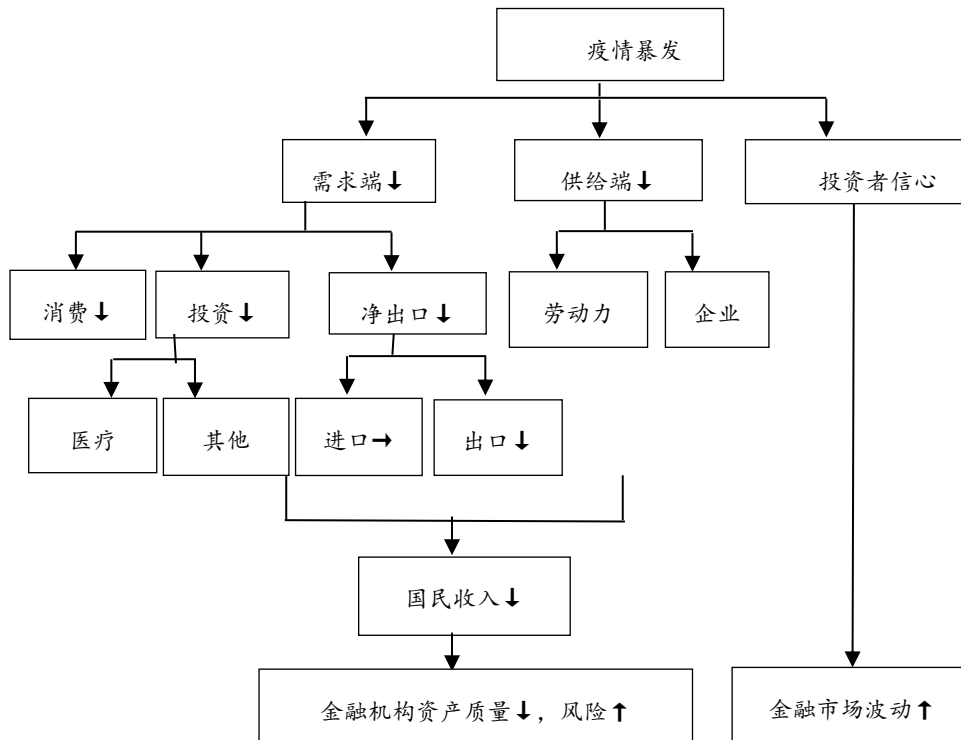 疫情暴发
需求端↓
供给端↓
投资者信心
消费↓
投资↓
净出口↓
劳动力
企业
医疗
其他
进口→
出口↓
国民收入↓
金融机构资产质量↓，风险↑
金融市场波动↑